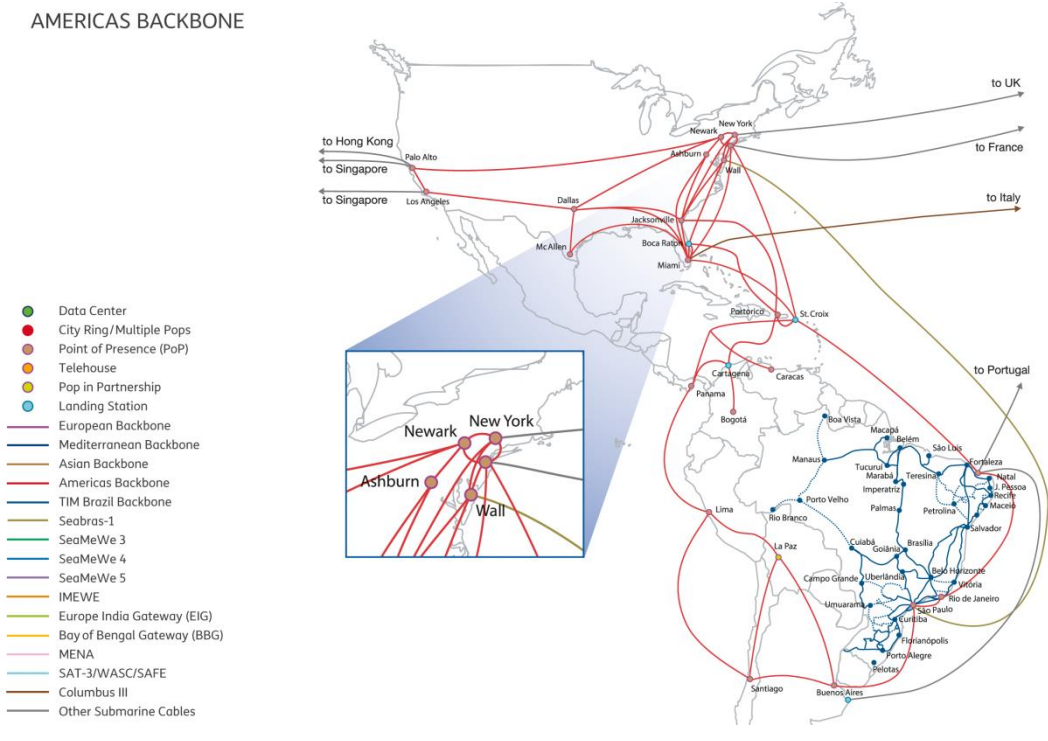 AMERICAS BACKBONE
to UK
to France
to Hong Kong
to Singapore
to Singapore
to Italy
to Portugal
New York
Newark
Ashburn
Wall
Palo Alto
Los Angeles
Dallas
Jacksonville
McAllen
Boca Raton
Miami
Portorico
St. Croix
Cartagena
Caracas
Panama
Bogotá
Boa Vista
Macapá
Belém
São Luis
Fortaleza
Manaus
Tucurui
Marabá
Teresina
Natal
J. Pessoa
Recife
Maceió
Imperatriz
Porto Velho
Palmas
Petrolina
Rio Branco
Salvador
Lima
La Paz
Cuiabá
Goiânia
Brasília
Belo Horizonte
Campo Grande
Uberlândia
Vitória
Rio de Janeiro
Umuarama
São Paulo
Curitiba
Florianópolis
Porto Alegre
Pelotas
Santiago
Buenos Aires
New York
Newark
Ashburn
Wall
Data Center
City Ring/Multiple Pops
Point of Presence (PoP)
Telehouse
Pop in Partnership
Landing Station
European Backbone
Mediterranean Backbone
Asian Backbone
Americas Backbone
TIM Brazil Backbone
Seabras-1
SeaMeWe 3
SeaMeWe 4
SeaMeWe 5
IMEWE
Europe India Gateway (EIG)
Bay of Bengal Gateway (BBG)
MENA
SAT-3/WASC/SAFE
Columbus III
Other Submarine Cables